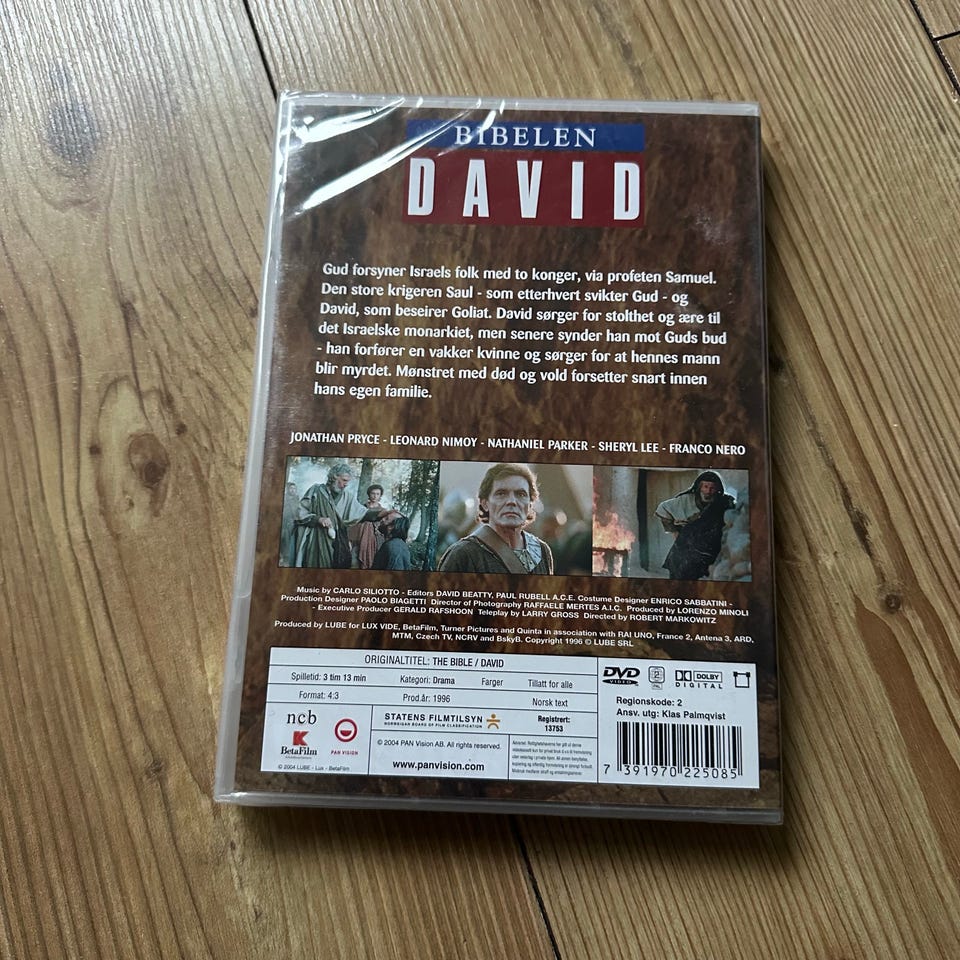 BIBELEN
DAVID
Gud forsyner Israels folk med to konger, via profeten Samuel.
Den store krigeren Saul - som etterhvert svikter Gud - og
David, som beseirer Goliat. David sørger for stolthet og ære til
det Israelske monarkiet, men senere synder han mot Guds bud
- han forfører en vakker kvinne og sørger for at hennes mann
blir myrdet. Mønstret med død og vold forsetter snart innen
hans egen familie.
JONATHAN PRYCE - LEONARD NIMOY - NATHANIEL PARKER - SHERYL LEE - FRANCO NERO
Music by CARLO SILIOTTO - Editors DAVID BEATTY, PAUL RUBELL A.C.E. Costume Designer ENRICO SABBATINI -
Production Designer PAOLO BIAGETTI Director of Photography RAFFAELE MERTES A.I.C. Produced by LORENZO MINOLI
- Executive Producer GERALD RAFSHOON Teleplay by LARRY GROSS Directed by ROBERT MARKOWITZ
Produced by LUBE for LUX VIDE, BetaFilm, Turner Pictures and Quinta in association with RAI UNO, France 2, Antena 3, ARD,
MTM, Czech TV, NCRV and BskyB. Copyright 1996 © LUBE SRL
ORIGINALTITEL: THE BIBLE / DAVID
Spilletid: 3 tim 13 min Kategori: Drama Farger Tillatt for alle
Format: 4:3 Prod.år: 1996 Norsk text
ncb
BetaFilm
PAN VISION
© 2004 LUBE - Lux - BetaFilm
STATENS FILMTILSYN
NORWEGIAN BOARD OF FILM CLASSIFICATION
Registrert:
13753
© 2004 PAN Vision AB. All rights reserved.
www.panvision.com
DVD
VIDEO
2
DOLBY
DIGITAL
Regionskode: 2
Ansv. utg: Klas Palmqvist
7 391970 225085